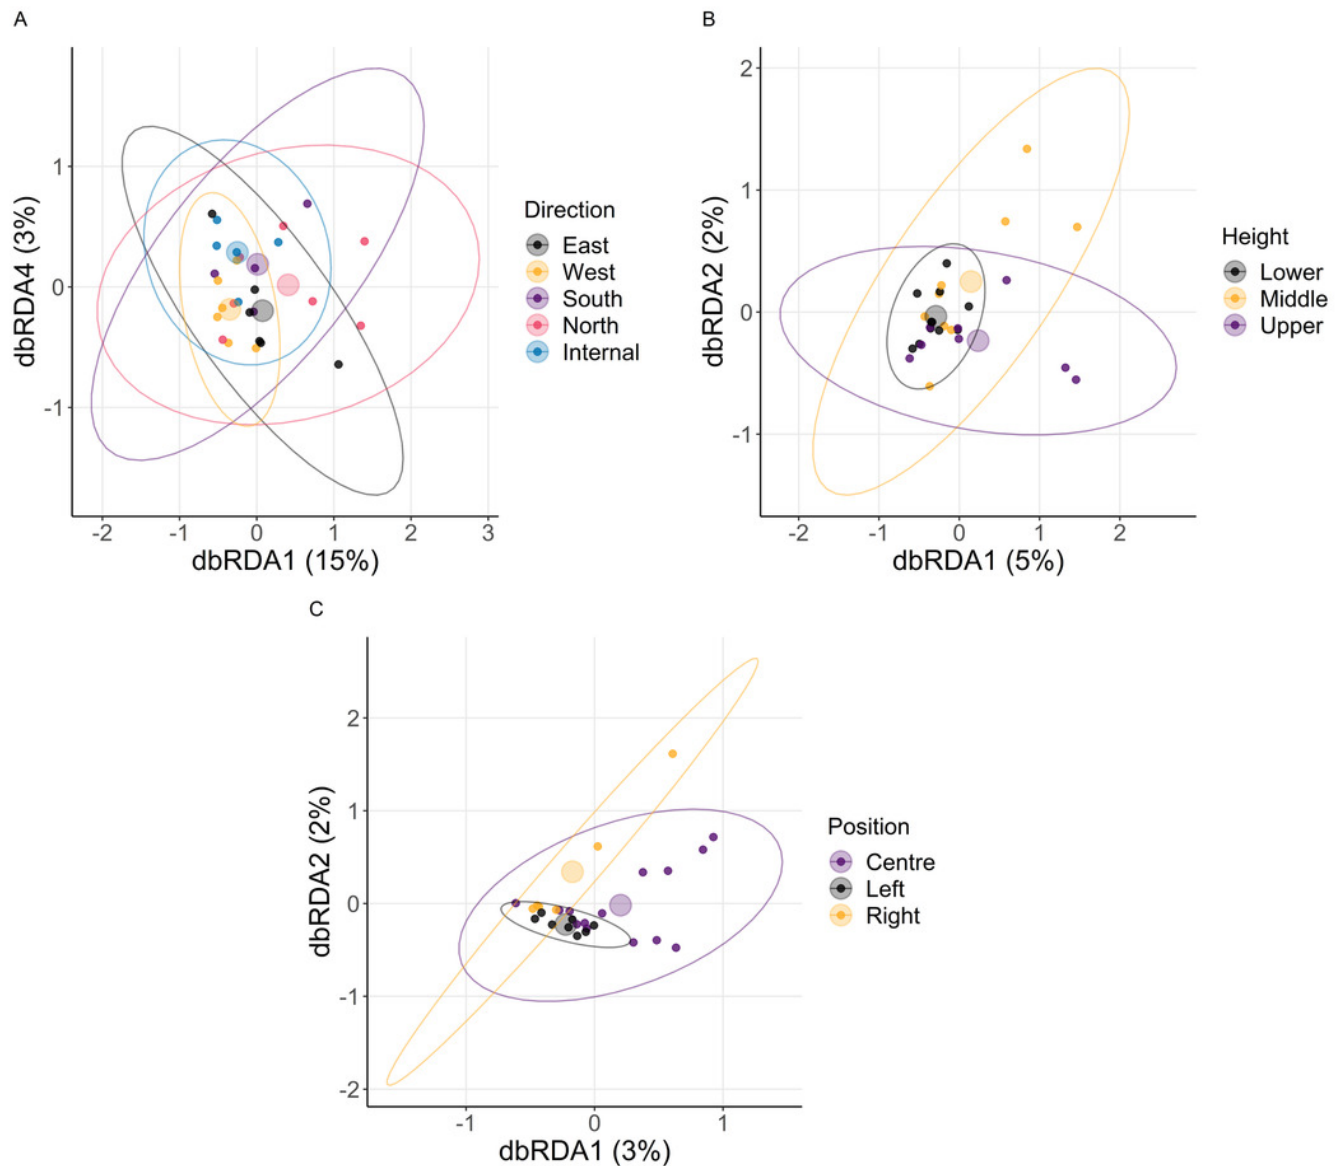 A
dbRDA4 (3%)
1
0
-1
-2
-1
0
1
2
3
dbRDA1 (15%)
Direction
East
West
South
North
Internal
B
dbRDA2 (2%)
2
1
0
-1
-2
-1
0
1
2
dbRDA1 (5%)
Height
Lower
Middle
Upper
C
dbRDA2 (2%)
2
1
0
-1
-2
-1
0
1
dbRDA1 (3%)
Position
Centre
Left
Right